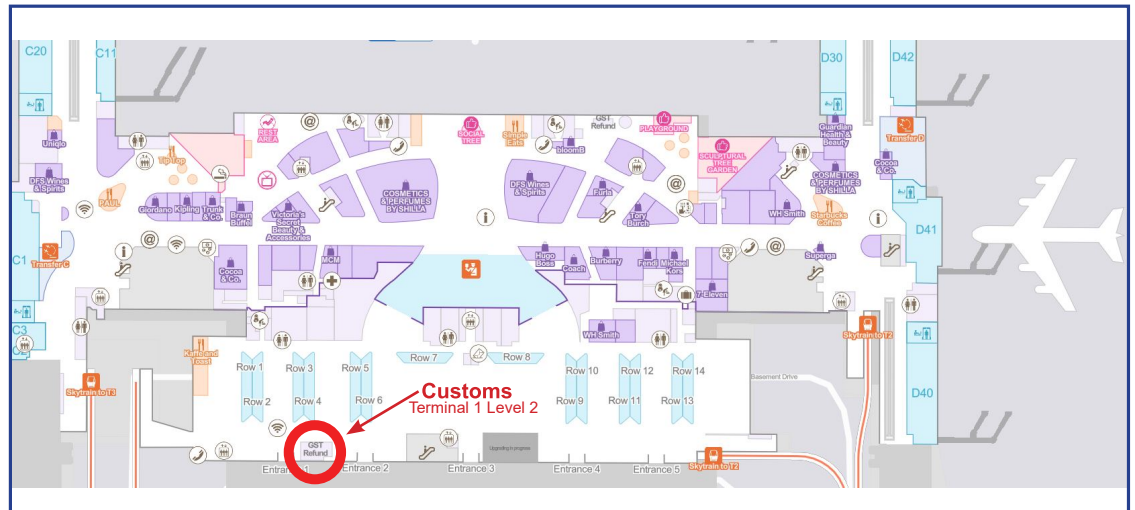 C20
C11
D30
D42
Uniqlo
DFS Wines
& Spirits
PAUL
Tip Top
REST
AREA
SOCIAL
TREE
Simple
Eats
bloomB
GST
Refund
PLAYGROUND
SCULPTURAL
TREE
GARDEN
Guardian
Health &
Beauty
Transfer D
Cocoa
& Co.
COSMETICS
& PERFUMES
BY SHILLA
Giordano
Kipling
Trunk
& Co.
Braun
Büffel
Victoria's
Secret
Beauty &
Accessories
COSMETICS
& PERFUMES
BY SHILLA
DFS Wines
& Spirits
Furla
Tory
Burch
WH Smith
Starbucks
Coffee
D41
C1
Transfer C
Cocoa
& Co.
MCM
Hugo
Boss
Coach
Burberry
Fendi
Michael
Kors
7-Eleven
Superga
C3
C2
WH Smith
Skytrain to T2
Kaffe and
Toast
Row 1
Row 3
Row 5
Row 7
Row 8
Row 10
Row 12
Row 14
Basement Drive
Skytrain to T3
Row 2
Row 4
Row 6
Customs
Terminal 1 Level 2
Row 9
Row 11
Row 13
D40
GST
Refund
Upgrading in progress
Entrance 1
Entrance 2
Entrance 3
Entrance 4
Entrance 5
Skytrain to T2